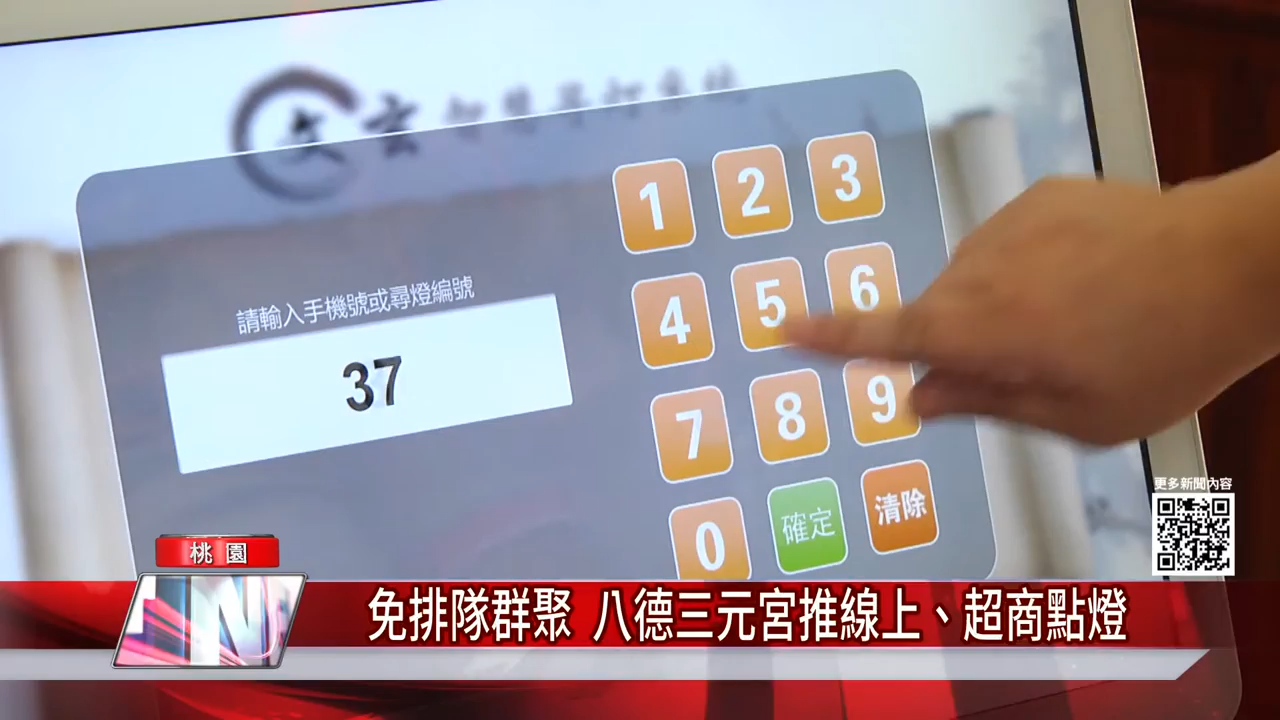 文玄
請輸入手機號或尋燈編號
37
1 2 3
4 5 6
7 8 9
0 確定 清除
更多新聞內容
桃園
免排隊群聚 八德三元宮推線上、超商點燈